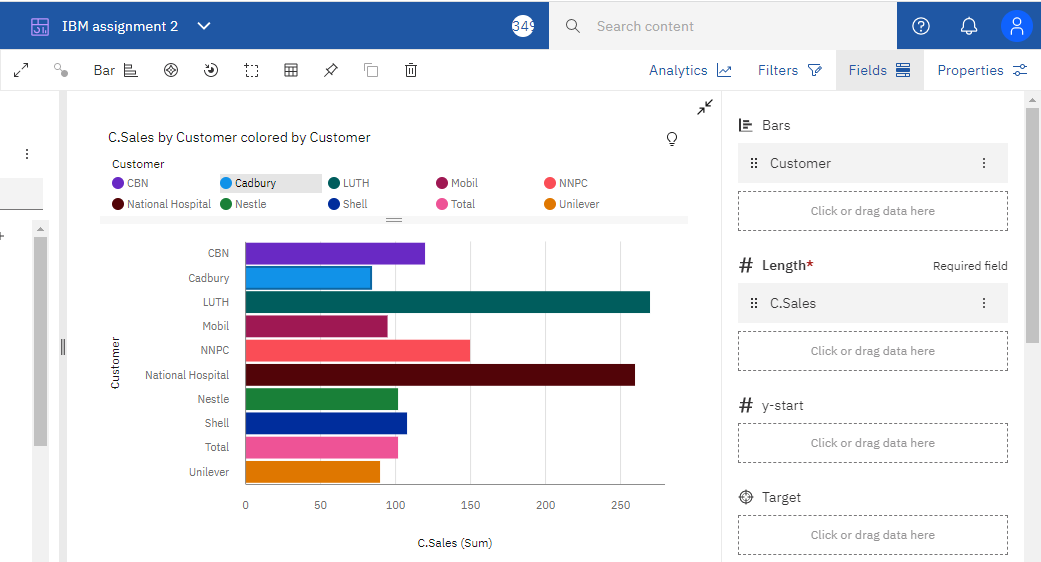 IBM assignment 2
349
Search content
Bar
Analytics
Filters
Fields
Properties
C.Sales by Customer colored by Customer
Customer
CBN
Cadbury
LUTH
Mobil
NNPC
National Hospital
Nestle
Shell
Total
Unilever
Customer
CBN
Cadbury
LUTH
Mobil
NNPC
National Hospital
Nestle
Shell
Total
Unilever
0 50 100 150 200 250
C.Sales (Sum)
Bars
Customer
Click or drag data here
# Length* Required field
C.Sales
Click or drag data here
# y-start
Click or drag data here
Target
Click or drag data here